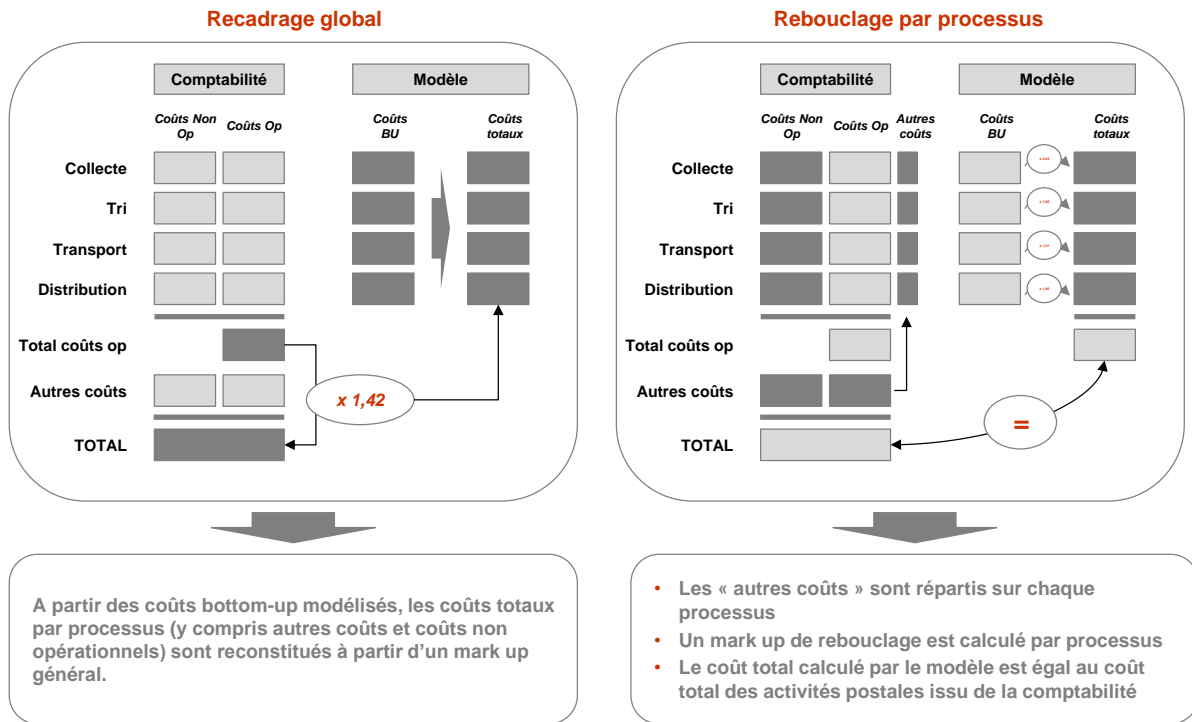 Recadrage global
Comptabilité
Modèle
Coûts Non
Op
Coûts Op
Coûts
BU
Coûts
totaux
Collecte
Tri
Transport
Distribution
Total coûts op
Autres coûts
TOTAL
x 1,42
A partir des coûts bottom-up modélisés, les coûts totaux
par processus (y compris autres coûts et coûts non
opérationnels) sont reconstitués à partir d'un mark up
général.
Rebouclage par processus
Comptabilité
Modèle
Coûts Non
Op
Coûts Op
Autres
coûts
Coûts
BU
Coûts
totaux
Collecte
Tri
Transport
Distribution
Total coûts op
Autres coûts
TOTAL
=
• Les « autres coûts » sont répartis sur chaque
processus
• Un mark up de rebouclage est calculé par processus
• Le coût total calculé par le modèle est égal au coût
total des activités postales issu de la comptabilité